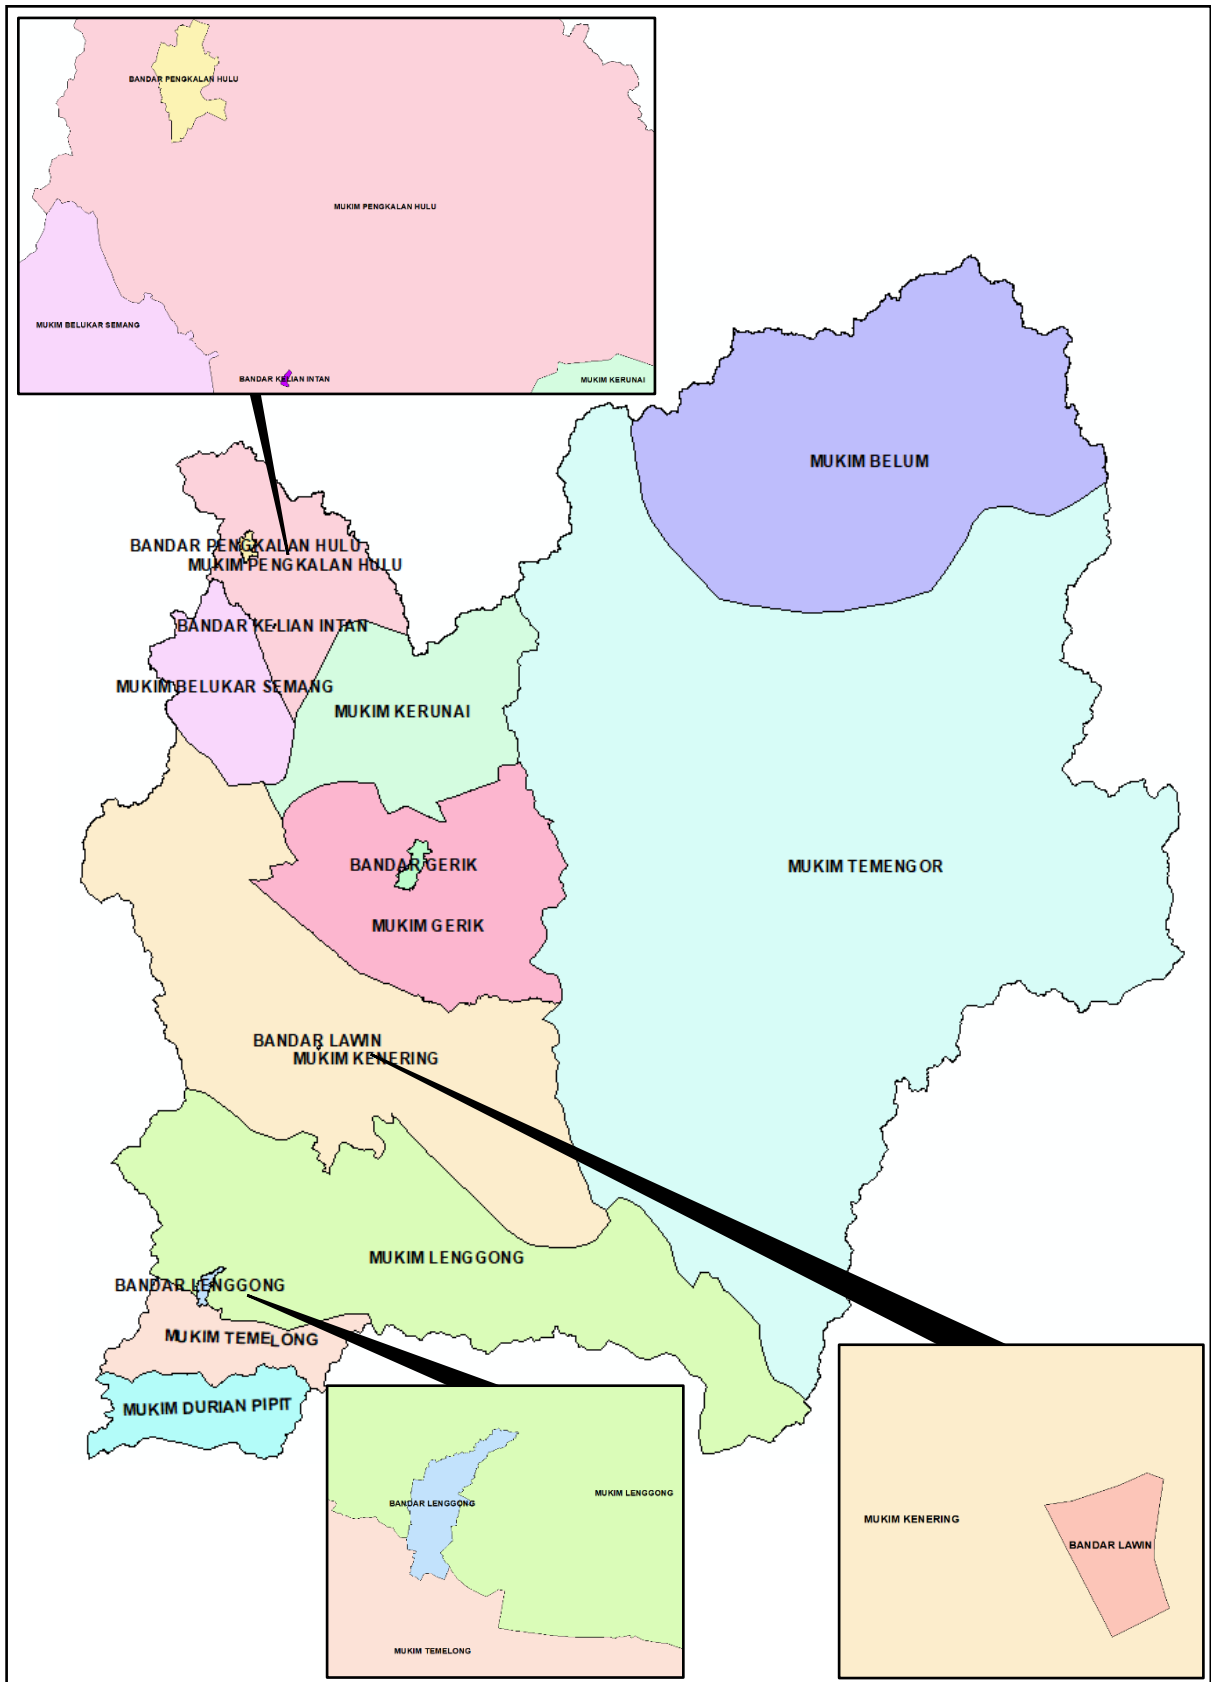 BANDAR PENGKALAN HULU
MUKIM PENGKALAN HULU
MUKIM BELUKAR SEMANG
BANDAR KELIAN INTAN
MUKIM KERUNAI
MUKIM BELUM
BANDAR PENGKALAN HULU
MUKIM PENGKALAN HULU
BANDAR KELIAN INTAN
MUKIM BELUKAR SEMANG
MUKIM KERUNAI
BANDAR GERIK
MUKIM TEMENGOR
MUKIM GERIK
BANDAR LAWIN
MUKIM KENERING
MUKIM LENGGONG
BANDAR LENGGONG
MUKIM TEMELONG
MUKIM DURIAN PIPIT
MUKIM LENGGONG
BANDAR LENGGONG
MUKIM TEMELONG
MUKIM KENERING
BANDAR LAWIN